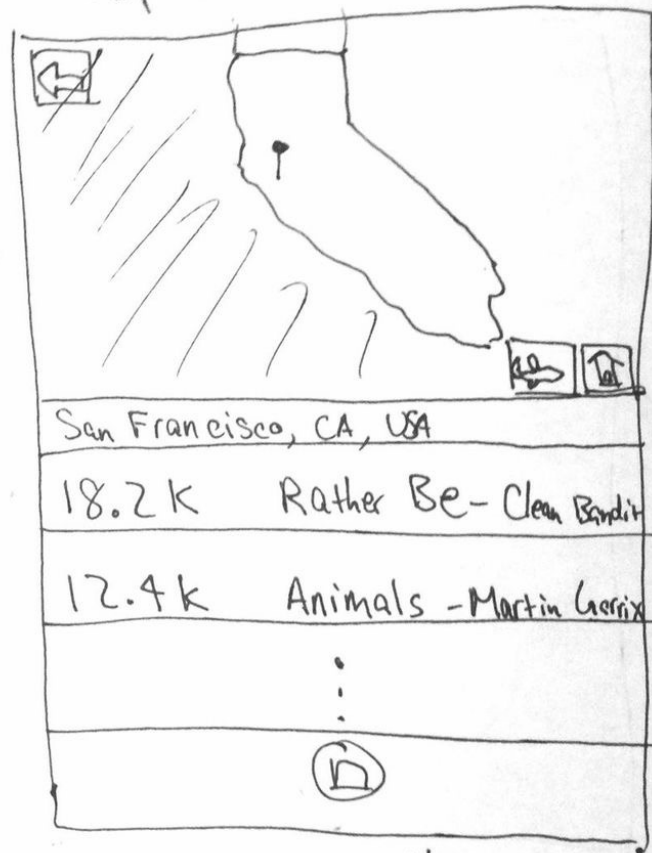 San Francisco, CA, USA
18.2K Rather Be - Clean Bandit
12.4K Animals - Martin Garrix